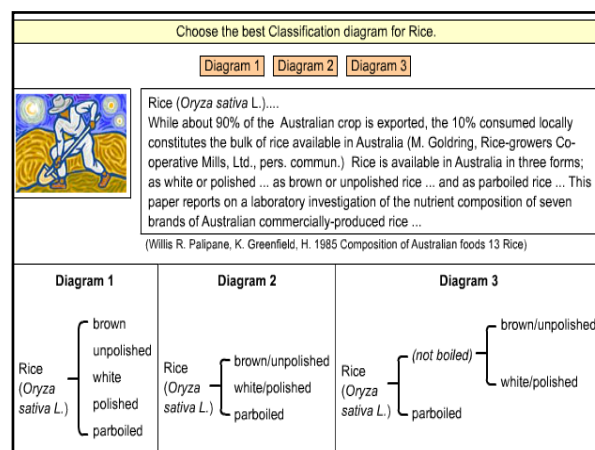 Choose the best Classification diagram for Rice.
Diagram 1
Diagram 2
Diagram 3
Rice (Oryza sativa L.)....
While about 90% of the Australian crop is exported, the 10% consumed locally
constitutes the bulk of rice available in Australia (M. Goldring, Rice-growers Co-
operative Mills, Ltd., pers. commun.) Rice is available in Australia in three forms;
as white or polished ... as brown or unpolished rice ... and as parboiled rice ... This
paper reports on a laboratory investigation of the nutrient composition of seven
brands of Australian commercially-produced rice ...
(Willis R. Palipane, K. Greenfield, H. 1985 Composition of Australian foods 13 Rice)
Diagram 1
Rice
(Oryza
sativa L.)
brown
unpolished
white
polished
parboiled
Diagram 2
Rice
(Oryza
sativa L.)
brown/unpolished
white/polished
parboiled
Diagram 3
Rice
(Oryza
sativa L.)
(not boiled)
parboiled
brown/unpolished
white/polished